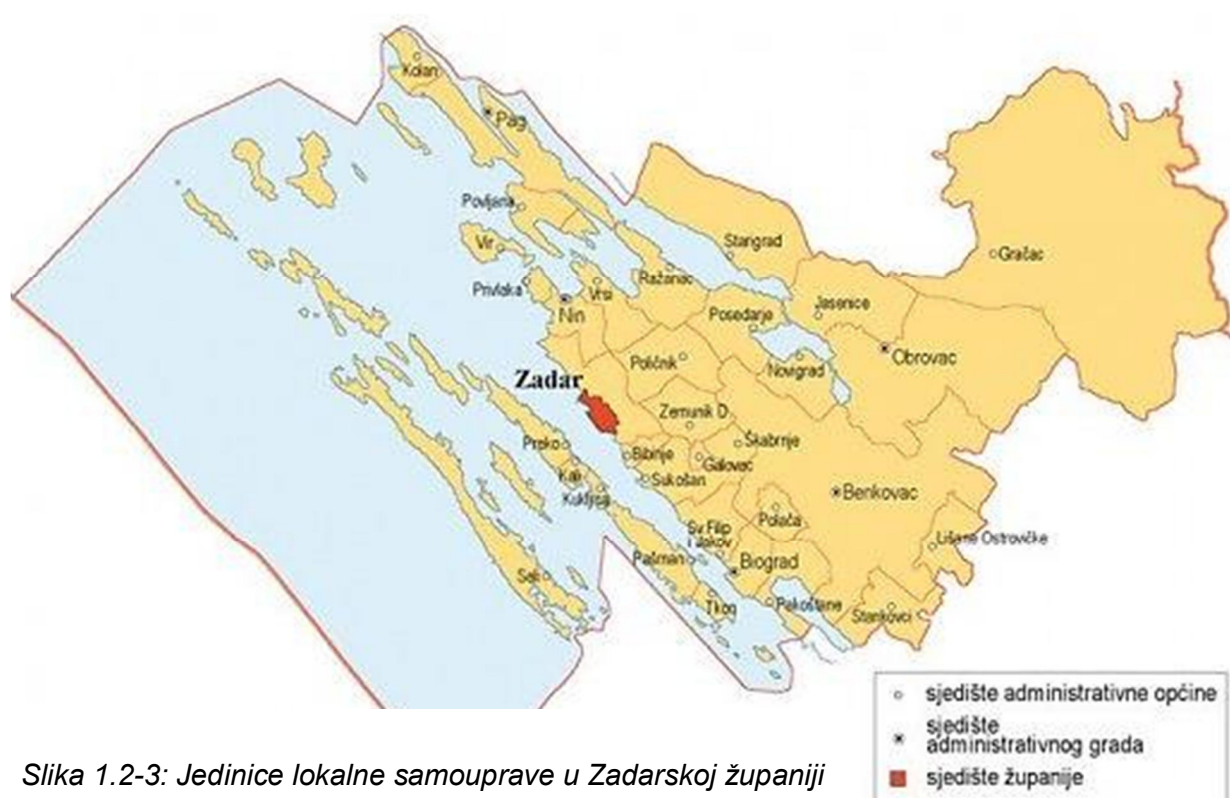 Kolan
Pag
Povljana
Vir
Starigrad
Gračac
Privlaka
Nin
Vrsi
Ražanac
Jasenice
Posedarje
Obrovac
Poličnik
Novigrad
Zadar
Zemunik D.
Škabrnje
Preko
Bibinje
Galovac
Kali
Sukošan
Kukljica
Benkovac
Polača
Sv Filip
i Jakov
Lišane Ostrovičke
Pašman
Biograd
Sali
Tkon
Pakoštane
Stankovci
sjedište administrativne općine
sjedište
administrativnog grada
sjedište županije
Slika 1.2-3: Jedinice lokalne samouprave u Zadarskoj županiji